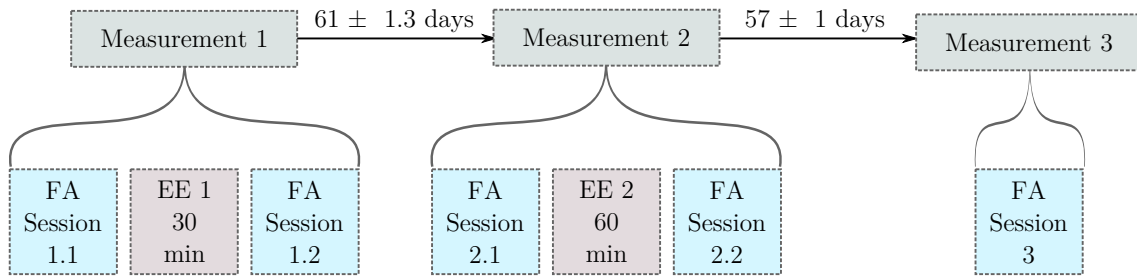 61 ± 1.3 days
57 ± 1 days
Measurement 1
Measurement 2
Measurement 3
FA
Session
1.1
EE 1
30
min
FA
Session
1.2
FA
Session
2.1
EE 2
60
min
FA
Session
2.2
FA
Session
3